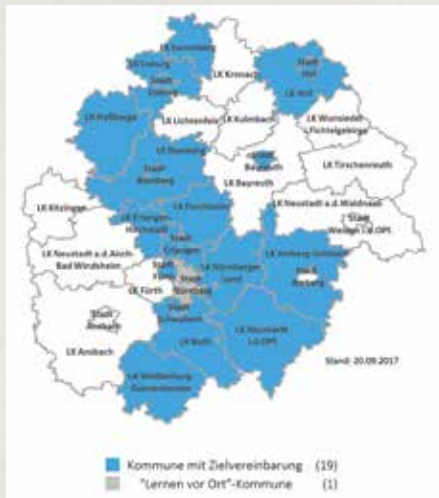 LK Sonneberg
LK Coburg
Stadt
Coburg
LK Kronach
Stadt
Hof
LK Hof
LK Haßberge
LK Lichtenfels
LK Kulmbach
LK Wunsiedel
i.Fichtelgebirge
LK Bamberg
Stadt
Bamberg
Bayreuth
LK Bayreuth
LK Tirschenreuth
LK Kitzingen
LK Forchheim
LK Neustadt a.d.Waldnaab
Stadt
Weiden i.d.OPf.
LK Erlangen-
Höchstadt
Stadt
Erlangen
LK Neustadt a.d.Aisch-
Bad Windsheim
LK Nürnberger
Land
LK Amberg-Sulzbach
Stadt
Amberg
Stadt
Fürth
LK Fürth
Stadt
Nürnberg
Stadt
Ansbach
LK Ansbach
Stadt
Schwabach
LK Roth
LK Neumarkt
i.d.OPf.
Stand: 20.09.2017
LK Weißenburg-
Gunzenhausen
Kommune mit Zielvereinbarung (19)
"Lernen vor Ort"-Kommune (1)